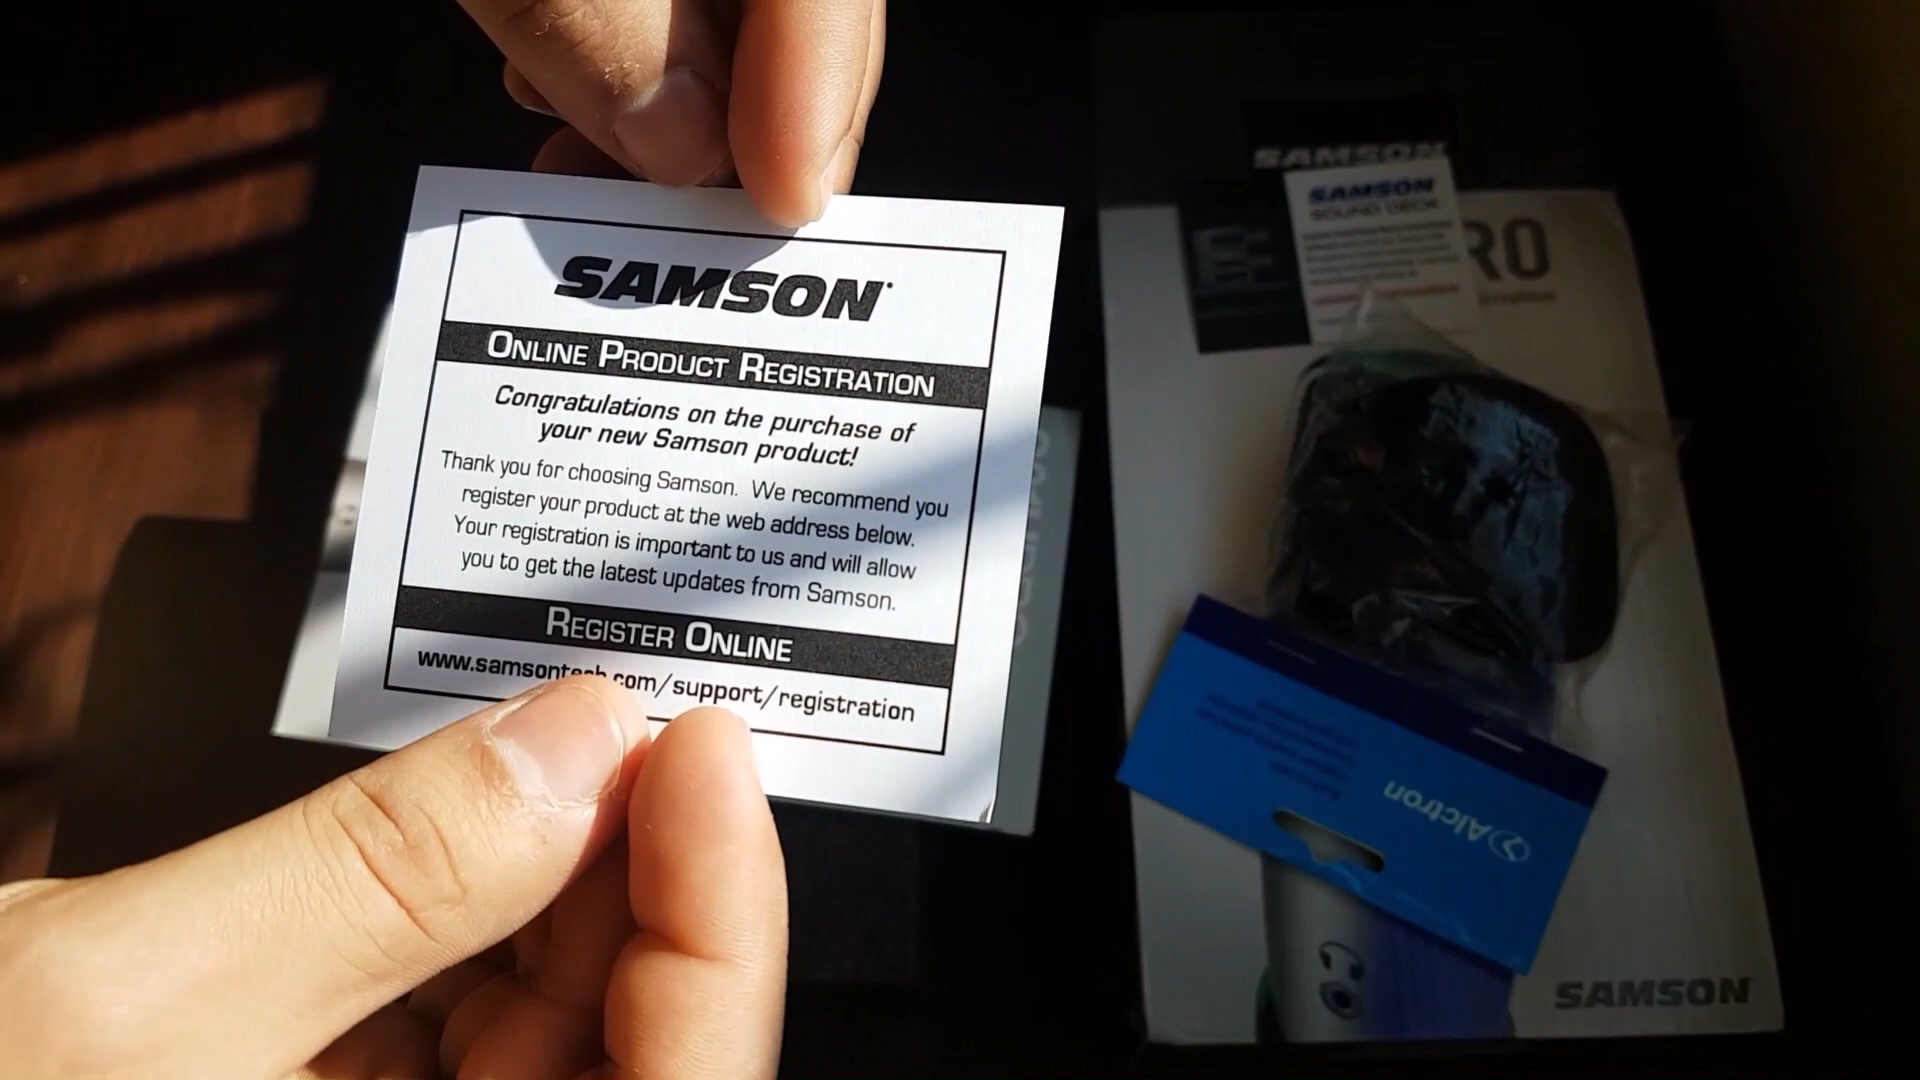 SAMSON
ONLINE PRODUCT REGISTRATION
Congratulations on the purchase of
your new Samson product!
Thank you for choosing Samson. We recommend you
register your product at the web address below.
Your registration is important to us and will allow
you to get the latest updates from Samson.
REGISTER ONLINE
www.samsontech.com/support/registration
SAMSON
SAMSON
SOUND DECK
RO
Alctron
SAMSON